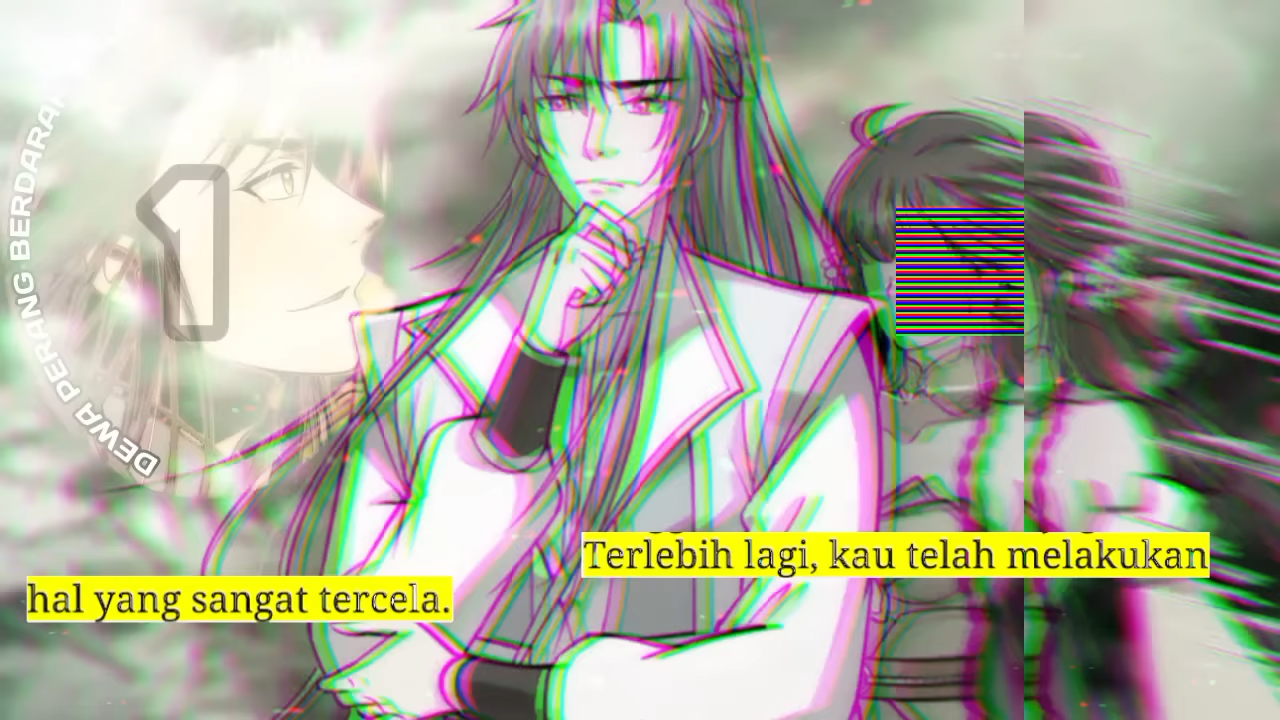 DEWA PERANG BERDARAH
1
Terlebih lagi, kau telah melakukan
hal yang sangat tercela.